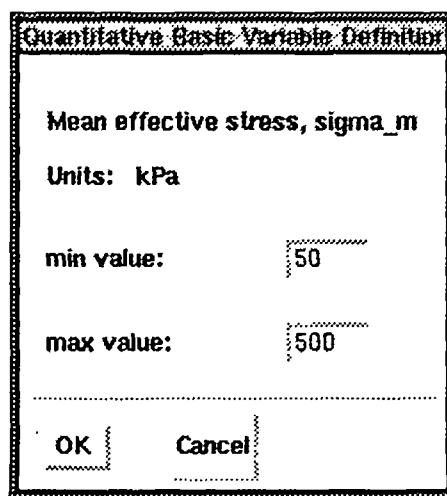 Quantitative Basic Variable Definition
Mean effective stress, sigma_m
Units: kPa
min value: 50
max value: 500
OK Cancel